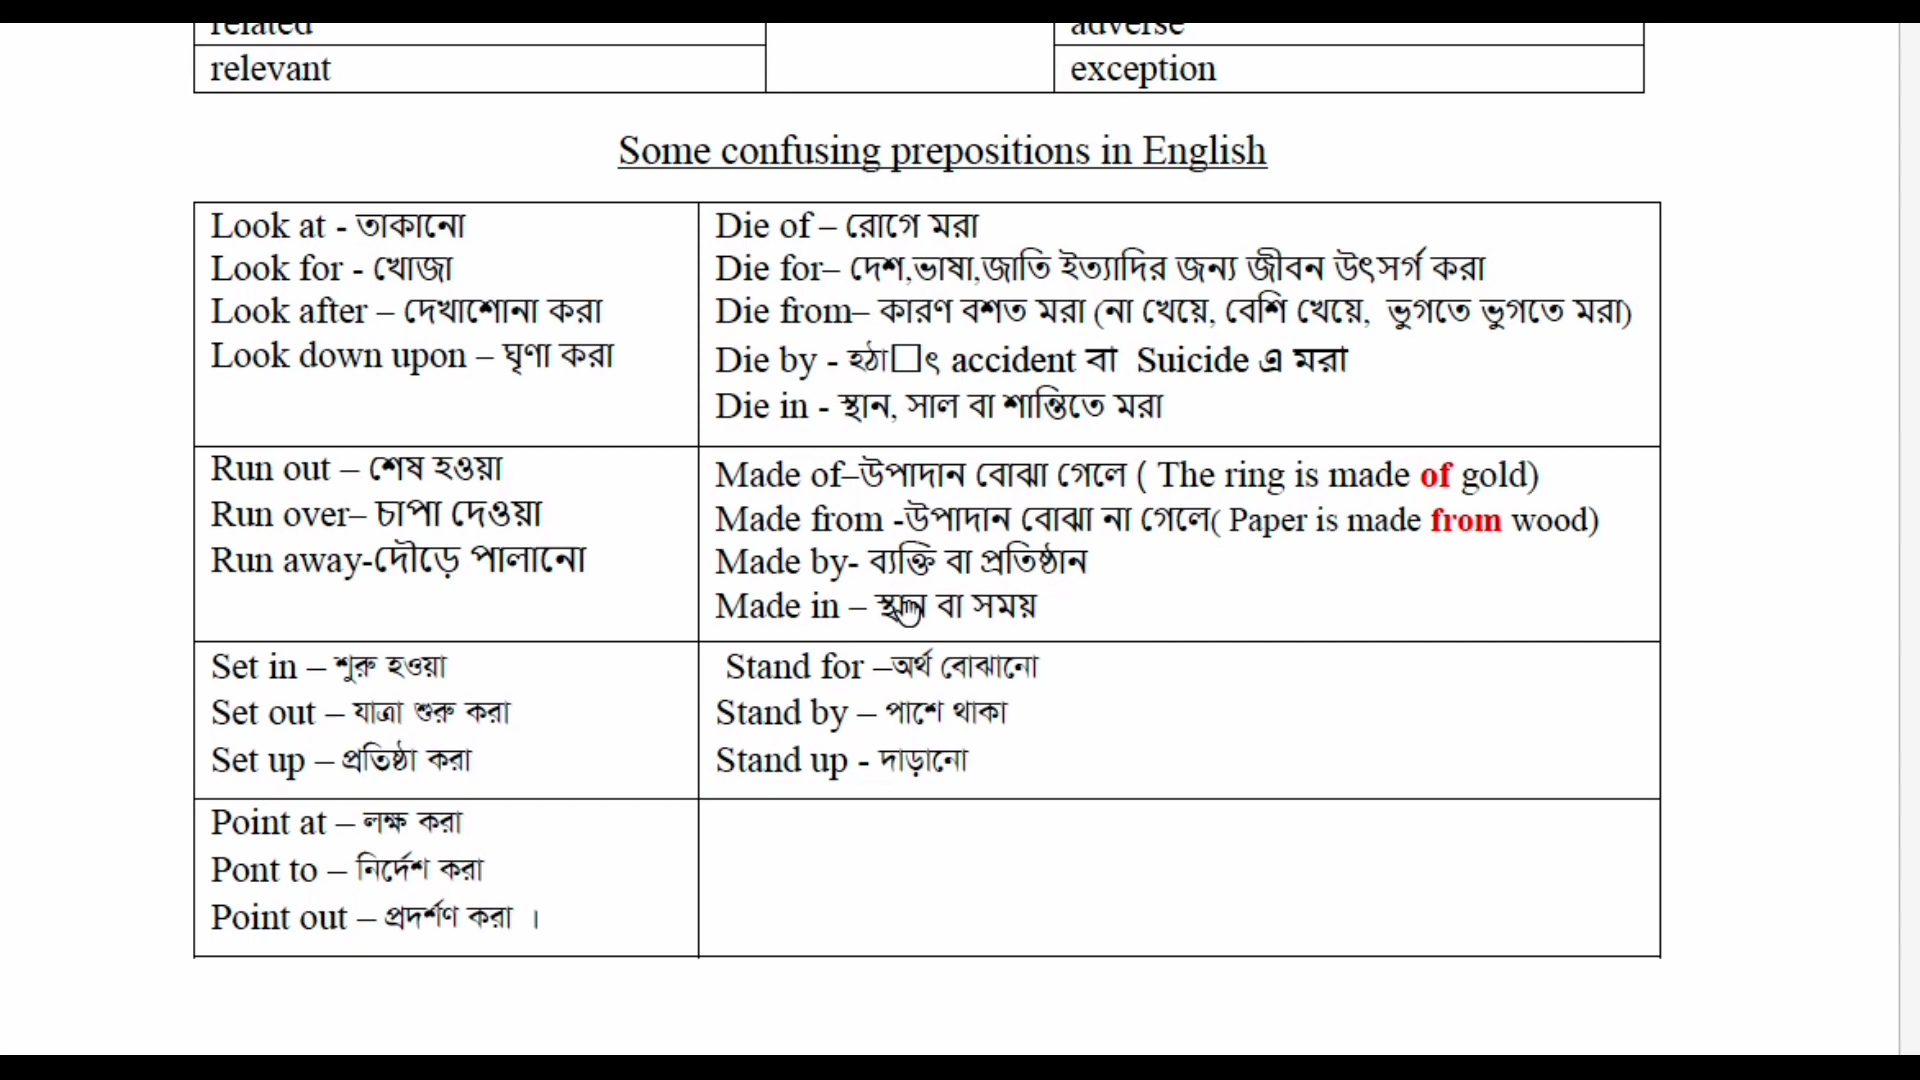 related
adverse
relevant
exception
Some confusing prepositions in English
Look at - তাকানো
Look for - খোজা
Look after – দেখাশোনা করা
Look down upon – ঘৃণা করা
Die of – রোগে মরা
Die for– দেশ,ভাষা,জাতি ইত্যাদির জন্য জীবন উৎসর্গ করা
Die from– কারণ বশত মরা (না খেয়ে, বেশি খেয়ে, ভুগতে ভুগতে মরা)
Die by - হঠা□ৎ accident বা Suicide এ মরা
Die in - স্থান, সাল বা শান্তিতে মরা
Run out – শেষ হওয়া
Run over– চাপা দেওয়া
Run away-দৌড়ে পালানো
Made of–উপাদান বোঝা গেলে ( The ring is made of gold)
Made from -উপাদান বোঝা না গেলে( Paper is made from wood)
Made by- ব্যক্তি বা প্রতিষ্ঠান
Made in – স্থান বা সময়
Set in – শুরু হওয়া
Set out – যাত্রা শুরু করা
Set up – প্রতিষ্ঠা করা
Stand for –অর্থ বোঝানো
Stand by – পাশে থাকা
Stand up - দাড়ানো
Point at – লক্ষ করা
Pont to – নির্দেশ করা
Point out – প্রদর্শণ করা ।